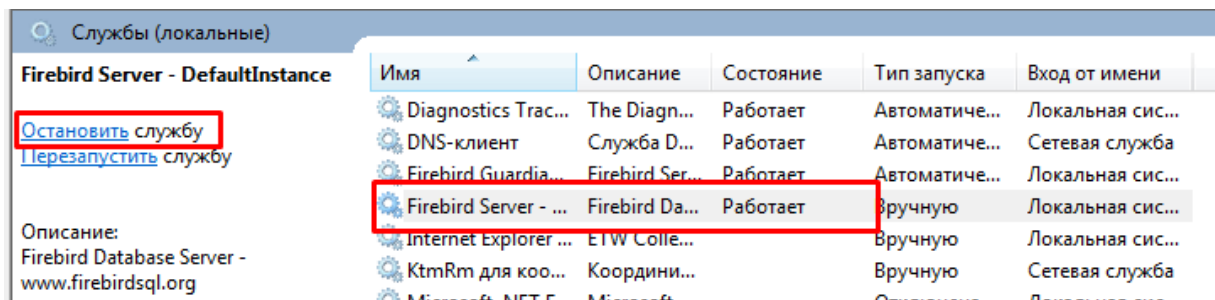 Службы (локальные)
Firebird Server - DefaultInstance
Остановить службу
Перезапустить службу
Описание:
Firebird Database Server -
www.firebirdsql.org
Имя Описание Состояние Тип запуска Вход от имени
Diagnostics Trac... The Diagn... Работает Автоматиче... Локальная сис...
DNS-клиент Служба D... Работает Автоматиче... Сетевая служба
Firebird Guardia... Firebird Ser... Работает Автоматиче... Локальная сис...
Firebird Server - ... Firebird Da... Работает Вручную Локальная сис...
Internet Explorer ... ETW Colle... Вручную Локальная сис...
KtmRm для коо... Координи... Вручную Сетевая служба